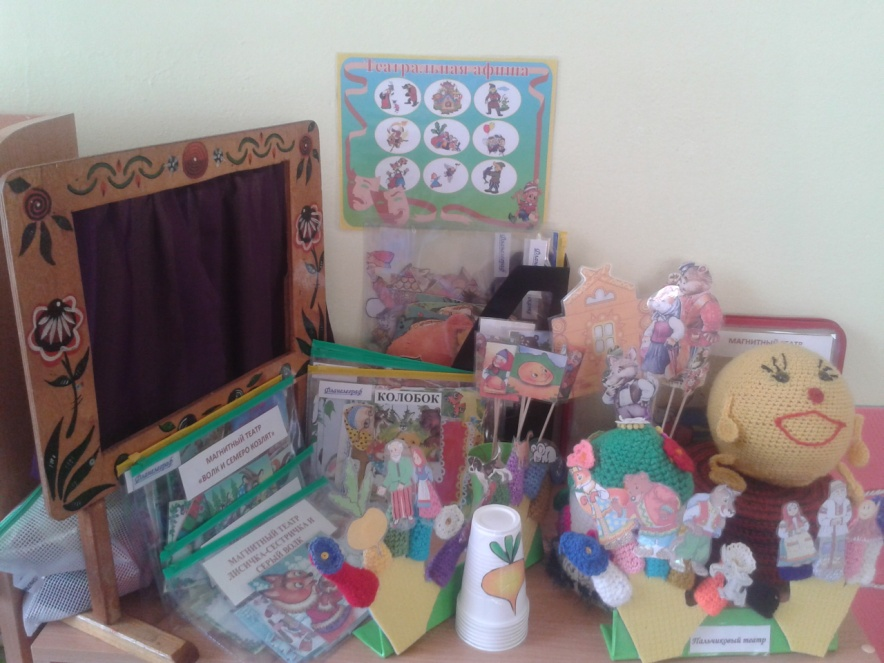 Театральная афиша
МАГНИТНЫЙ ТЕАТР
КОЛОБОК
МАГНИТНЫЙ ТЕАТР
«ВОЛК И СЕМЕРО КОЗЛЯТ»
МАГНИТНЫЙ ТЕАТР
ЛИСИЧКА-СЕСТРИЧКА И
СЕРЫЙ ВОЛК
Пальчиковый театр